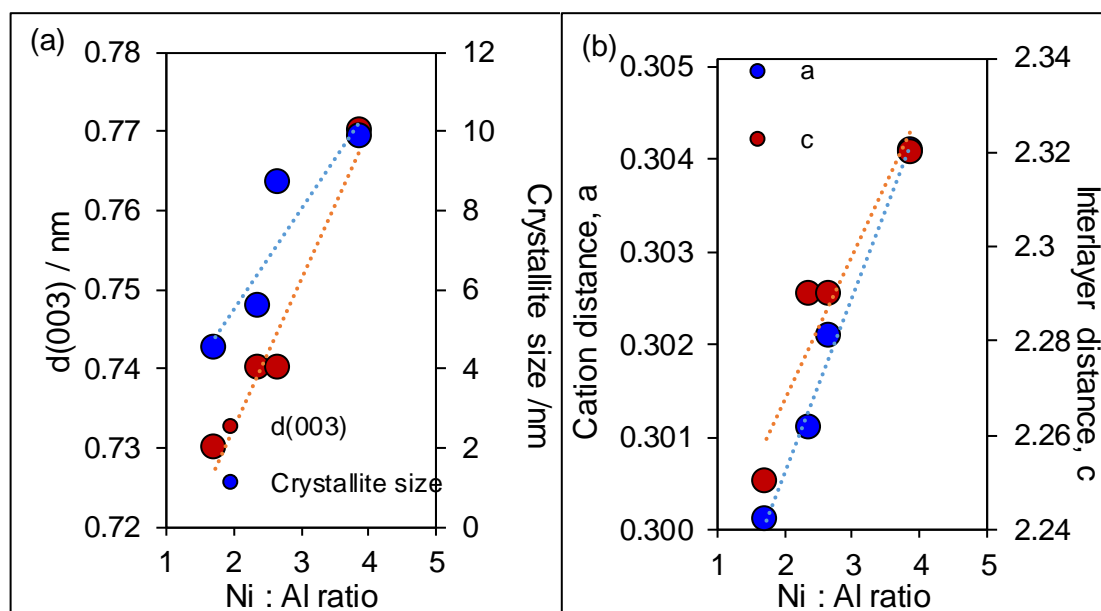 (a)
0.78
0.77
0.76
0.75
0.74
0.73
0.72
d(003) / nm
12
10
8
6
4
2
0
Crystallite size /nm
d(003)
Crystallite size
1 2 3 4 5
Ni : Al ratio
(b)
0.305
0.304
0.303
0.302
0.301
0.300
Cation distance, a
a
c
2.34
2.32
2.3
2.28
2.26
2.24
Interlayer distance, c
1 2 3 4 5
Ni : Al ratio